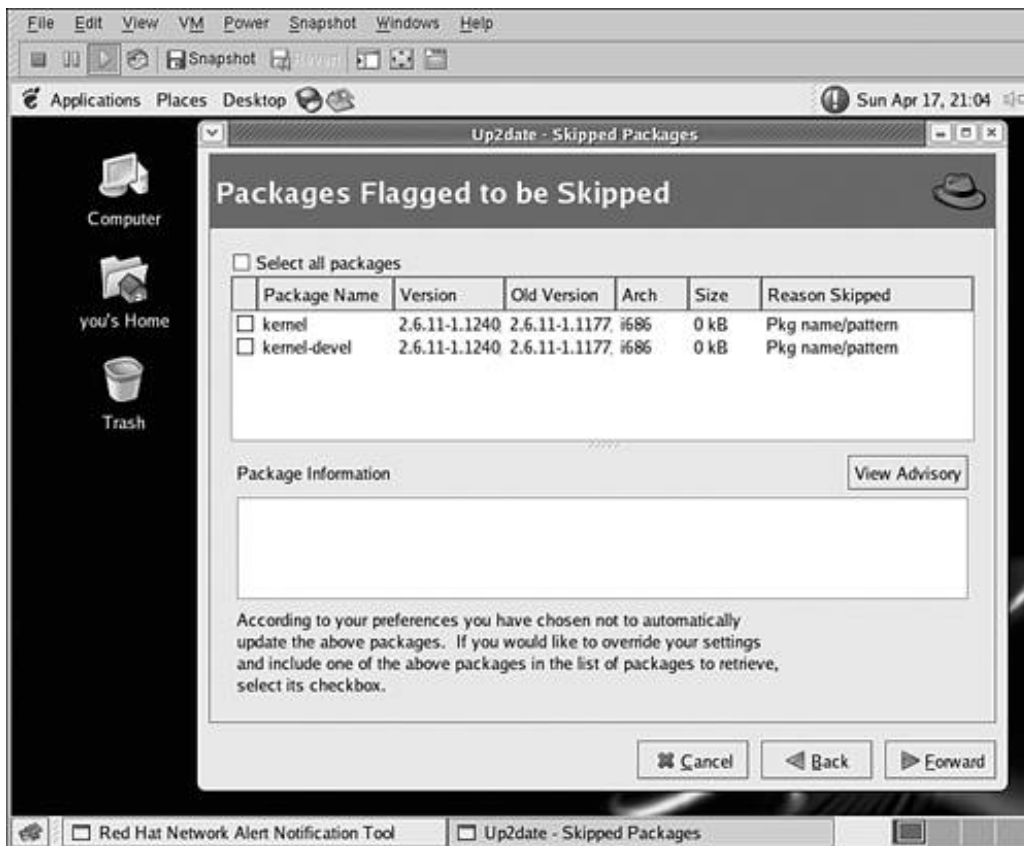 File Edit View VM Power Snapshot Windows Help
Snapshot
Applications Places Desktop Sun Apr 17, 21:04
Up2date - Skipped Packages
Computer
you's Home
Trash
Packages Flagged to be Skipped
Select all packages
Package Name Version Old Version Arch Size Reason Skipped
kernel 2.6.11-1.1240 2.6.11-1.1177 i686 0 kB Pkg name/pattern
kernel-devel 2.6.11-1.1240 2.6.11-1.1177 i686 0 kB Pkg name/pattern
Package Information View Advisory
According to your preferences you have chosen not to automatically
update the above packages. If you would like to override your settings
and include one of the above packages in the list of packages to retrieve,
select its checkbox.
Cancel Back Forward
Red Hat Network Alert Notification Tool Up2date - Skipped Packages